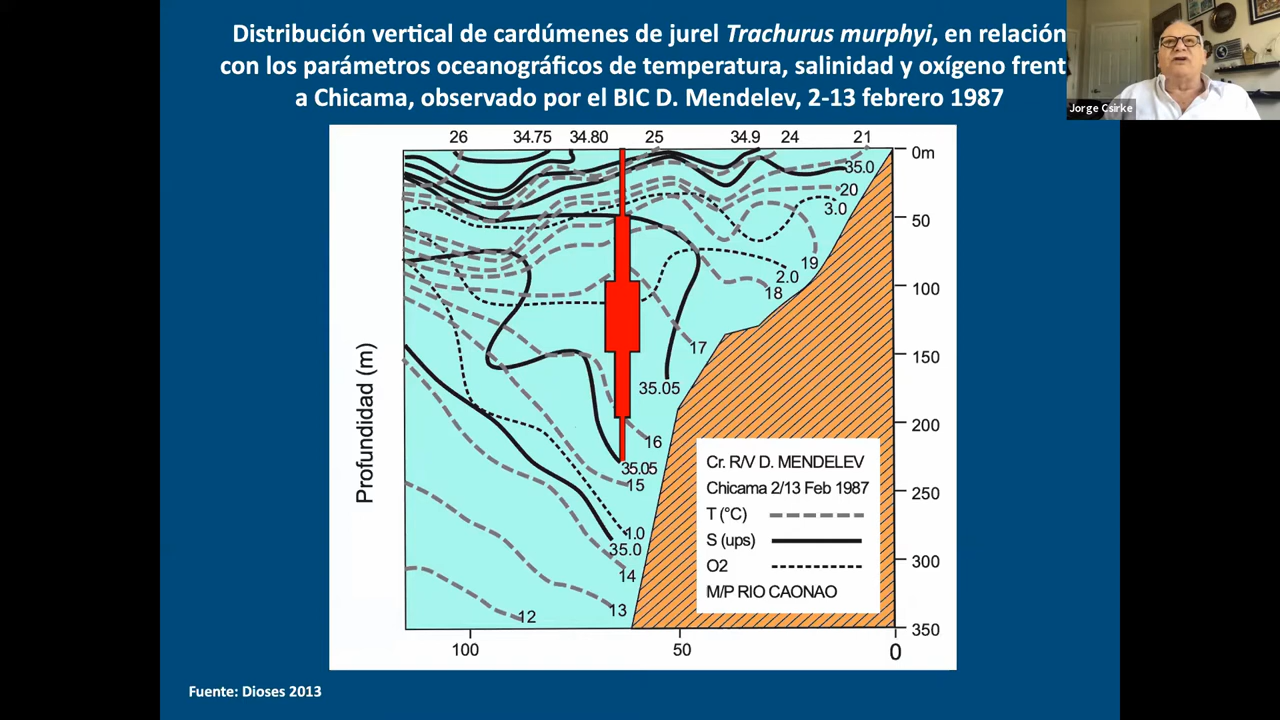 Distribución vertical de cardúmenes de jurel Trachurus murphyi, en relación
con los parámetros oceanográficos de temperatura, salinidad y oxígeno frent
a Chicama, observado por el BIC D. Mendelev, 2-13 febrero 1987
Jorge Csirke
26 34.75 34.80 25 34.9 24 21
0m
35.0
20
3.0
50
19
2.0
18
100
17
150
35.05
Profundidad (m)
200
16
35.05
15
250
1.0
35.0
300
14
13
12
350
Cr. R/V D. MENDELEV
Chicama 2/13 Feb 1987
T (°C)
S (ups)
O2
M/P RIO CAONAO
100 50 0
Fuente: Dioses 2013